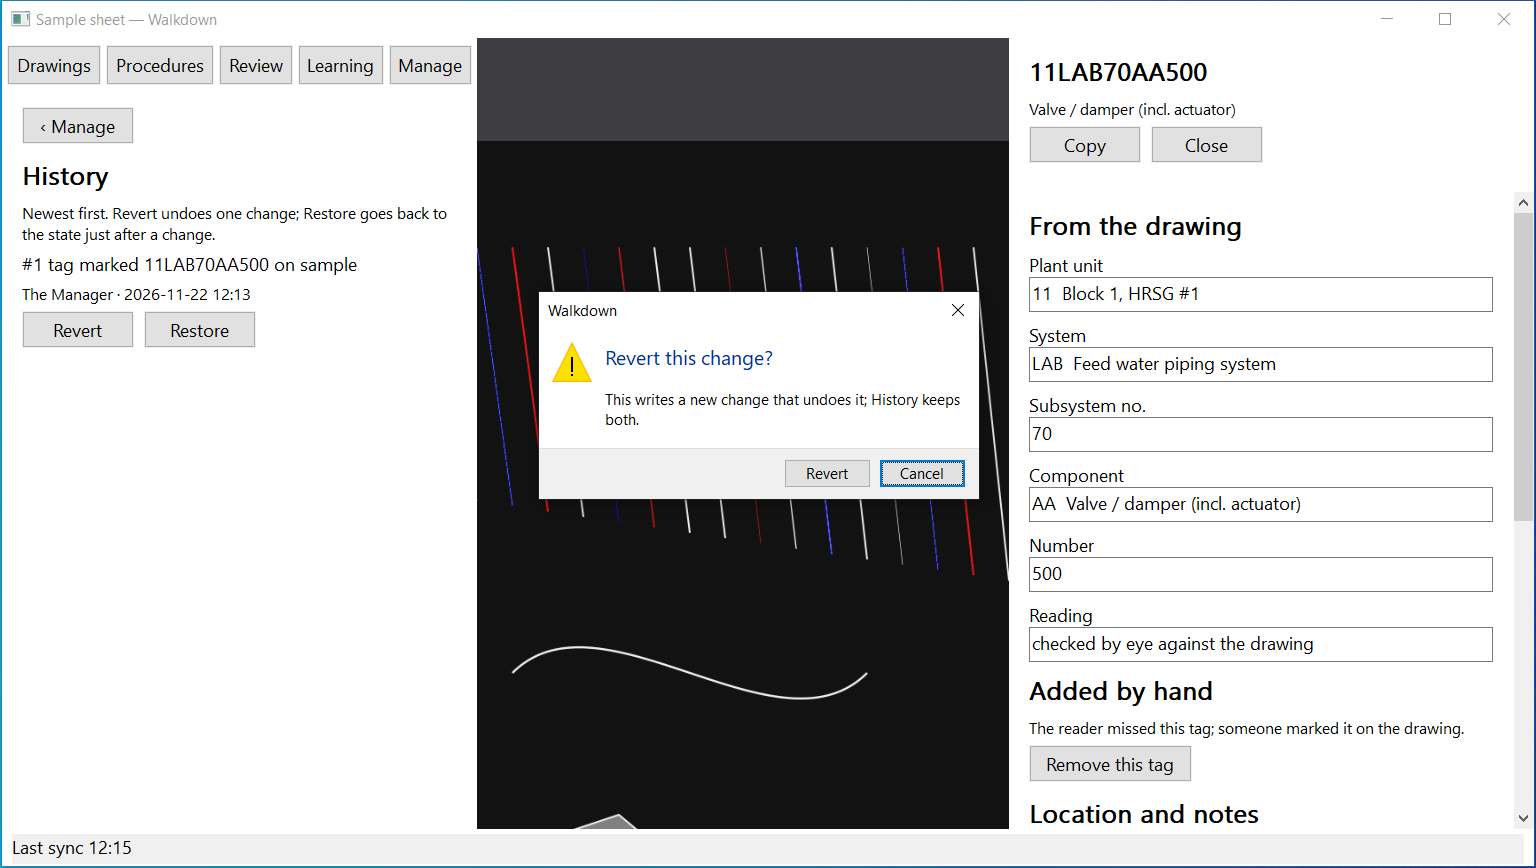 Sample sheet — Walkdown
Drawings
Procedures
Review
Learning
Manage
‹ Manage
History
Newest first. Revert undoes one change; Restore goes back to
the state just after a change.
#1 tag marked 11LAB70AA500 on sample
The Manager · 2026-11-22 12:13
Revert
Restore
Walkdown
Revert this change?
This writes a new change that undoes it; History keeps
both.
Revert
Cancel
11LAB70AA500
Valve / damper (incl. actuator)
Copy
Close
From the drawing
Plant unit
11  Block 1, HRSG #1
System
LAB  Feed water piping system
Subsystem no.
70
Component
AA  Valve / damper (incl. actuator)
Number
500
Reading
checked by eye against the drawing
Added by hand
The reader missed this tag; someone marked it on the drawing.
Remove this tag
Location and notes
Last sync 12:15